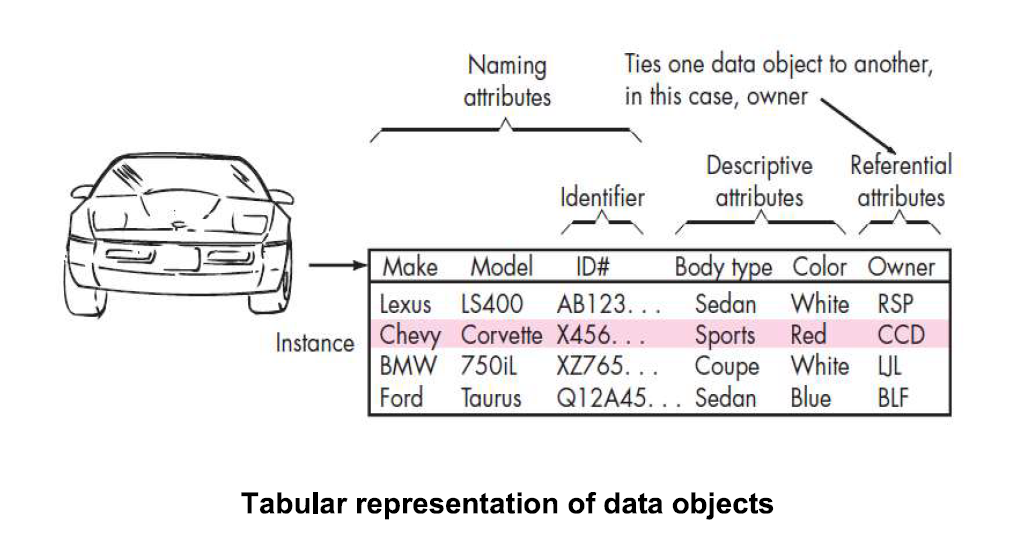 Naming
attributes
Ties one data object to another,
in this case, owner
Identifier
Descriptive
attributes
Referential
attributes
Make Model ID# Body type Color Owner
Lexus LS400 AB123. . . Sedan White RSP
Instance
Chevy Corvette X456. . . Sports Red CCD
BMW 750iL XZ765. . . Coupe White LJL
Ford Taurus Q12A45. . . Sedan Blue BLF
Tabular representation of data objects